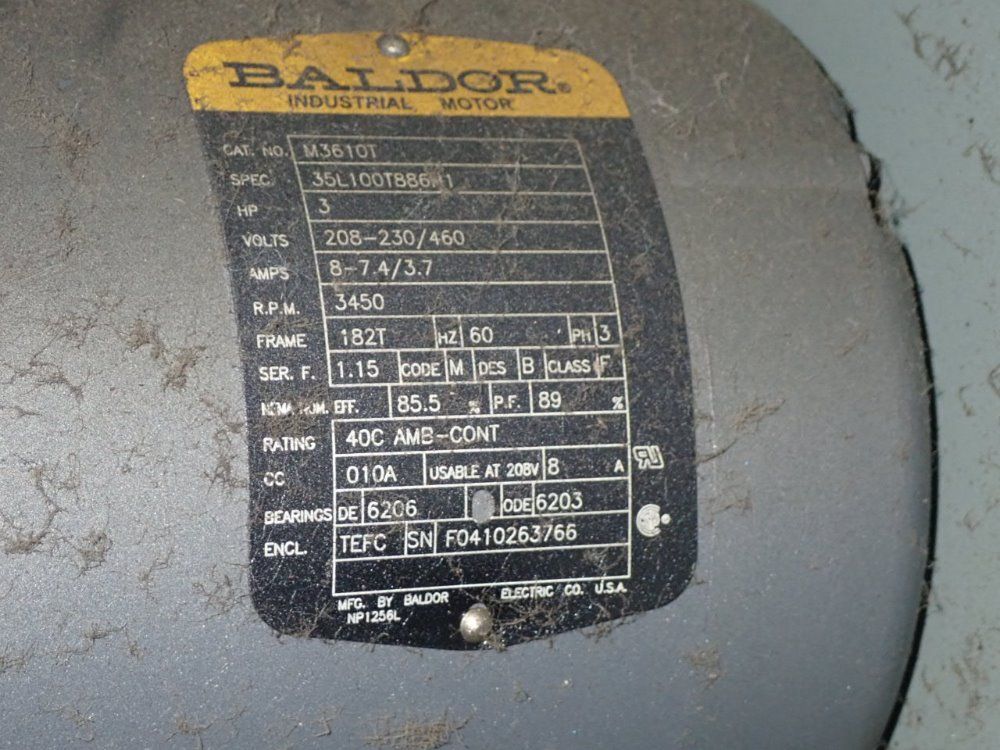 BALDOR®
INDUSTRIAL MOTOR
CAT. NO. M3610T
SPEC.
HP 3
VOLTS 208-230/460
AMPS 8-7.4/3.7
R.P.M. 3450
FRAME 182T HZ 60 PH 3
SER. F. 1.15 CODE M DES B CLASS F
EFF. 85.5 % P.F. 89 %
RATING 40C AMB-CONT
CC 010A USABLE AT 208V 8 A
BEARINGS DE 6206 ODE 6203
ENCL. TEFC SN F0410263766
MFG. BY BALDOR ELECTRIC CO. U.S.A.
NP1256L